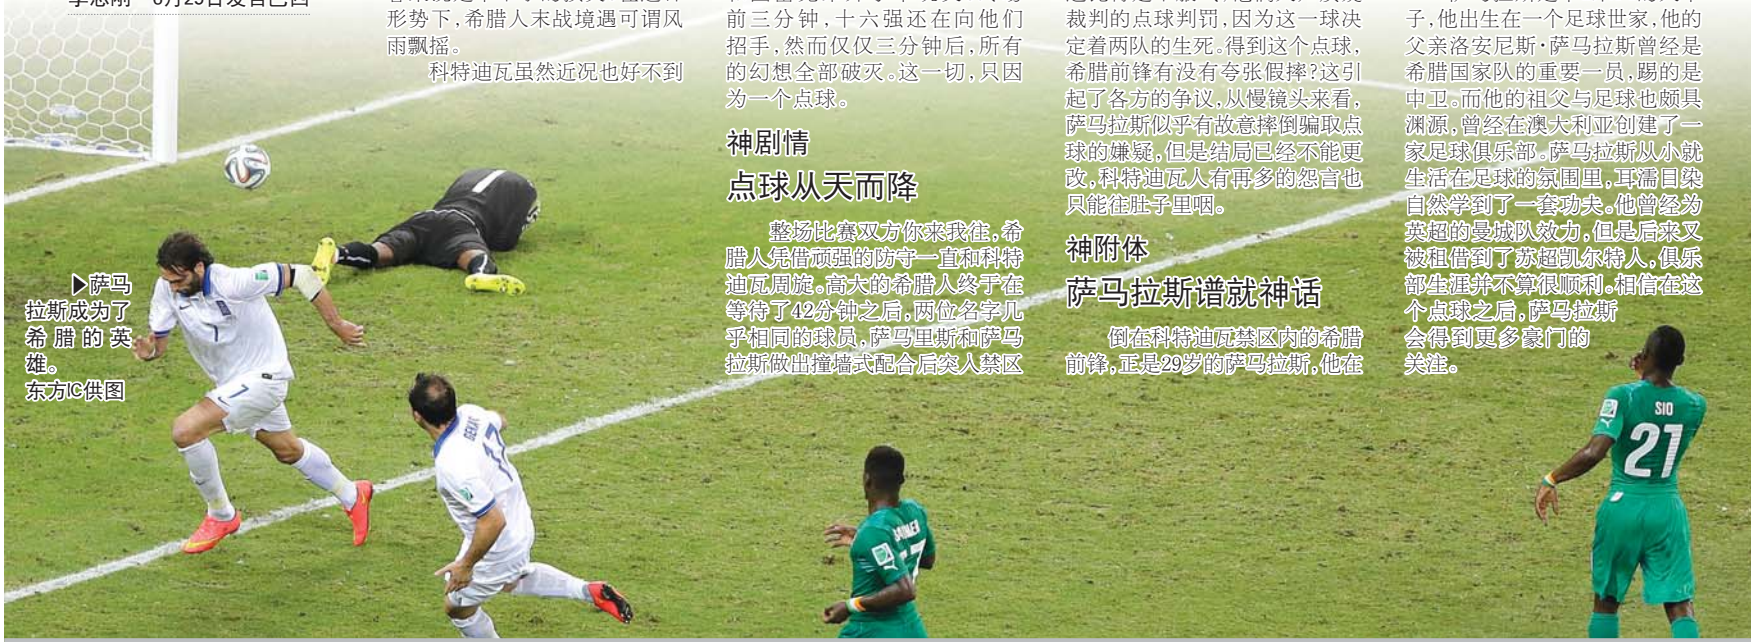 形势下，希腊人末战境遇可谓风
雨飘摇。
科特迪瓦虽然近况也好不到
▶萨马
拉斯成为了
希腊的英
雄。
东方IC供图
前三分钟，十六强还在向他们
招手，然而仅仅三分钟后，所有
的幻想全部破灭。这一切，只因
为一个点球。
神剧情
点球从天而降
整场比赛双方你来我往，希
腊人凭借顽强的防守一直和科特
迪瓦周旋。高大的希腊人终于在
等待了42分钟之后，两位名字几
乎相同的球员，萨马里斯和萨马
拉斯做出撞墙式配合后突入禁区
裁判的点球判罚，因为这一球决
定着两队的生死。得到这个点球，
希腊前锋有没有夸张假摔？这引
起了各方的争议，从慢镜头来看，
萨马拉斯似乎有故意摔倒骗取点
球的嫌疑，但是结局已经不能更
改，科特迪瓦人有再多的怨言也
只能往肚子里咽。
神附体
萨马拉斯谱就神话
倒在科特迪瓦禁区内的希腊
前锋，正是29岁的萨马拉斯，他在
子，他出生在一个足球世家，他的
父亲洛安尼斯·萨马拉斯曾经是
希腊国家队的重要一员，踢的是
中卫。而他的祖父与足球也颇具
渊源，曾经在澳大利亚创建了一
家足球俱乐部。萨马拉斯从小就
生活在足球的氛围里，耳濡目染
自然学到了一套功夫。他曾经为
英超的曼城队效力，但是后来又
被租借到了苏超凯尔特人，俱乐
部生涯并不算很顺利。相信在这
个点球之后，萨马拉斯
会得到更多豪门的
关注。
7
7
GEKAS
17
SIO
21